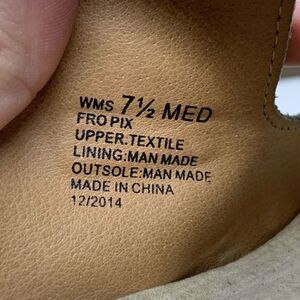 WMS 7½ MED
FRO PIX
UPPER:TEXTILE
LINING:MAN MADE
OUTSOLE:MAN MADE
MADE IN CHINA
12/2014